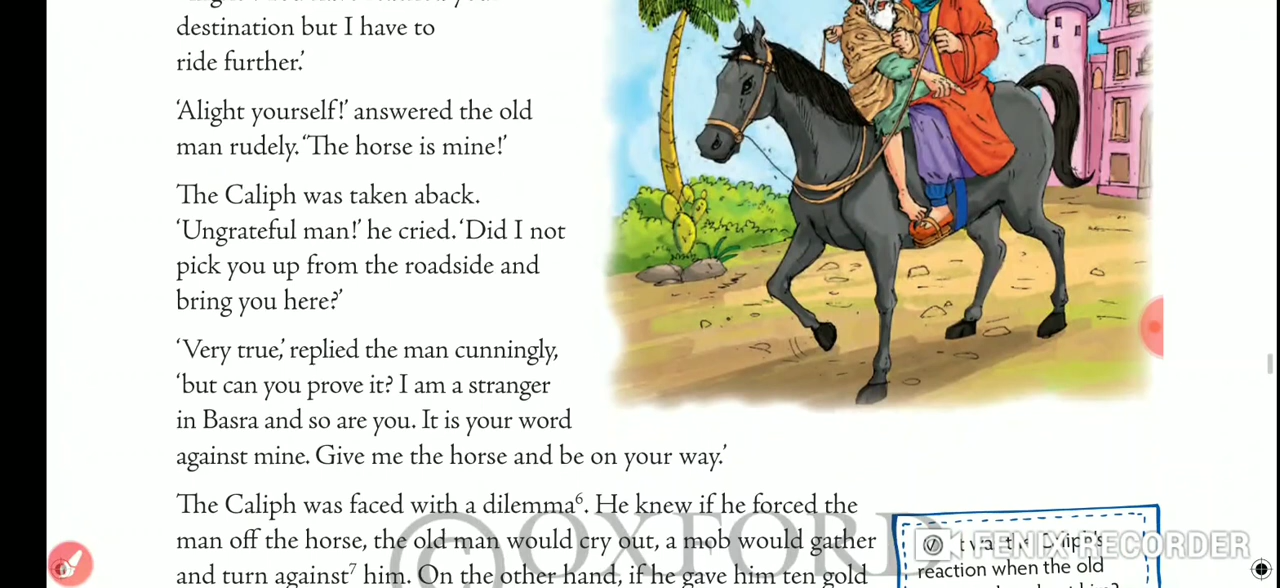 destination but I have to
ride further.'
'Alight yourself!' answered the old
man rudely. 'The horse is mine!'
The Caliph was taken aback.
'Ungrateful man!' he cried. 'Did I not
pick you up from the roadside and
bring you here?'
'Very true,' replied the man cunningly,
'but can you prove it? I am a stranger
in Basra and so are you. It is your word
against mine. Give me the horse and be on your way.'
The Caliph was faced with a dilemma6. He knew if he forced the
man off the horse, the old man would cry out, a mob would gather
and turn against7 him. On the other hand, if he gave him ten gold
© OXFORD
reaction when the old
FENIX RECORDER